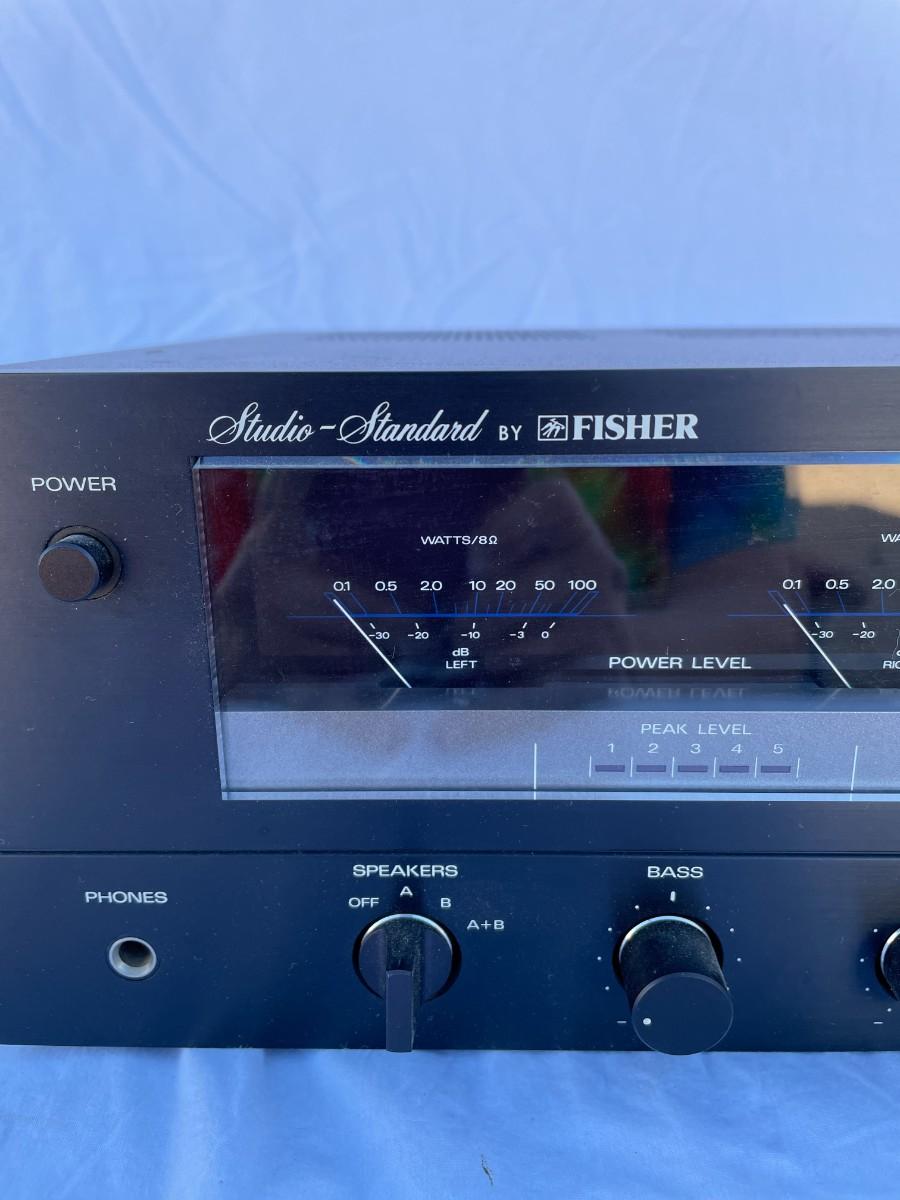 Studio-Standard BY FISHER
POWER
WATTS/8Ω
WA
0.1 0.5 2.0 10 20 50 100
0.1 0.5 2.0
-30 -20 -10 -3 0
-30 -20
dB
LEFT
POWER LEVEL
PEAK LEVEL
1 2 3 4 5
SPEAKERS
BASS
PHONES
OFF A B A+B